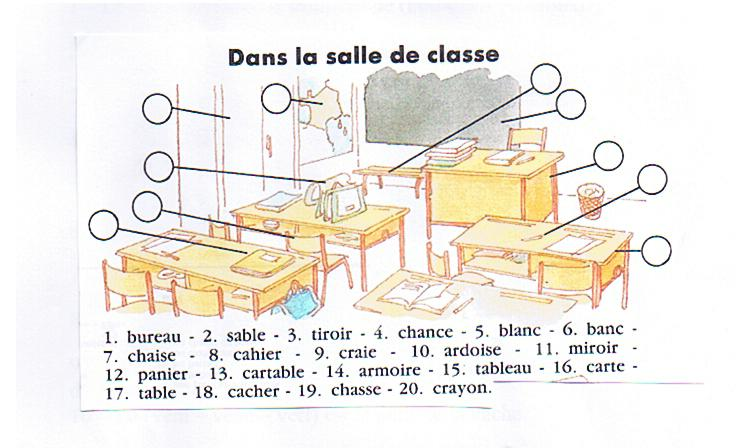 Dans la salle de classe
1. bureau - 2. sable - 3. tiroir - 4. chance - 5. blanc - 6. banc -
7. chaise - 8. cahier - 9. craie - 10. ardoise - 11. miroir -
12. panier - 13. cartable - 14. armoire - 15. tableau - 16. carte -
17. table - 18. cacher - 19. chasse - 20. crayon.